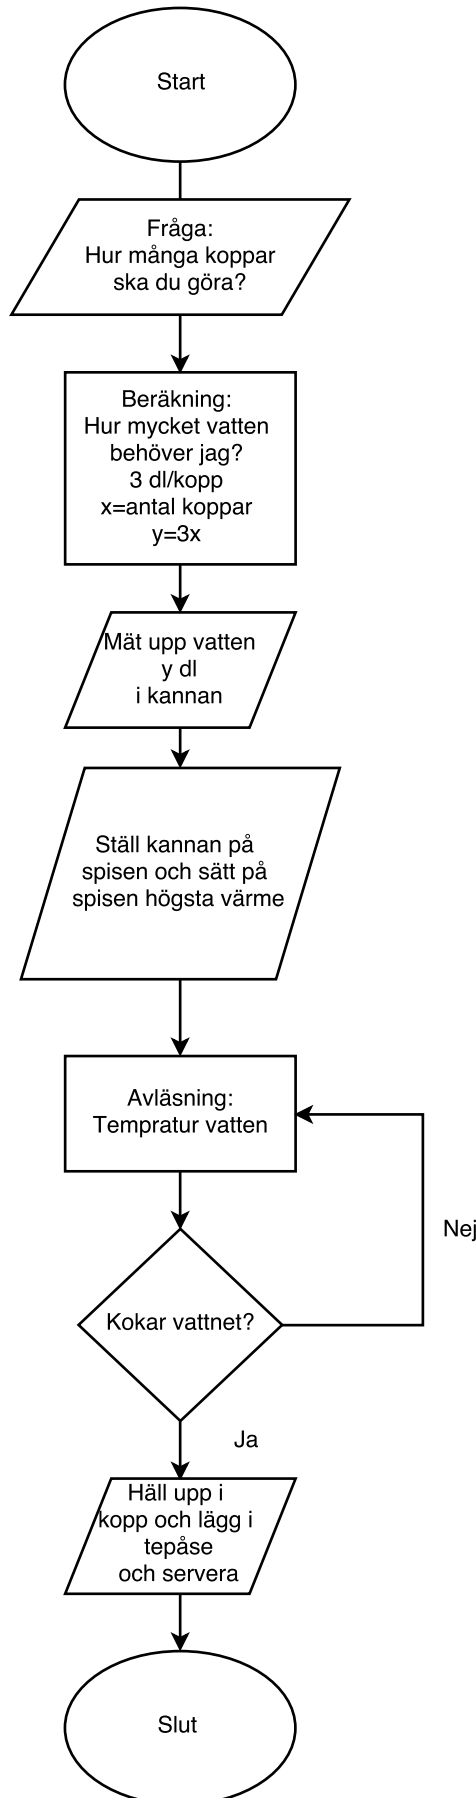 Start
Fråga:
Hur många koppar
ska du göra?
Beräkning:
Hur mycket vatten
behöver jag?
3 dl/kopp
x=antal koppar
y=3x
Mät upp vatten
y dl
i kannan
Ställ kannan på
spisen och sätt på
spisen högsta värme
Avläsning:
Tempratur vatten
Nej
Kokar vattnet?
Ja
Häll upp i
kopp och lägg i
tepåse
och servera
Slut